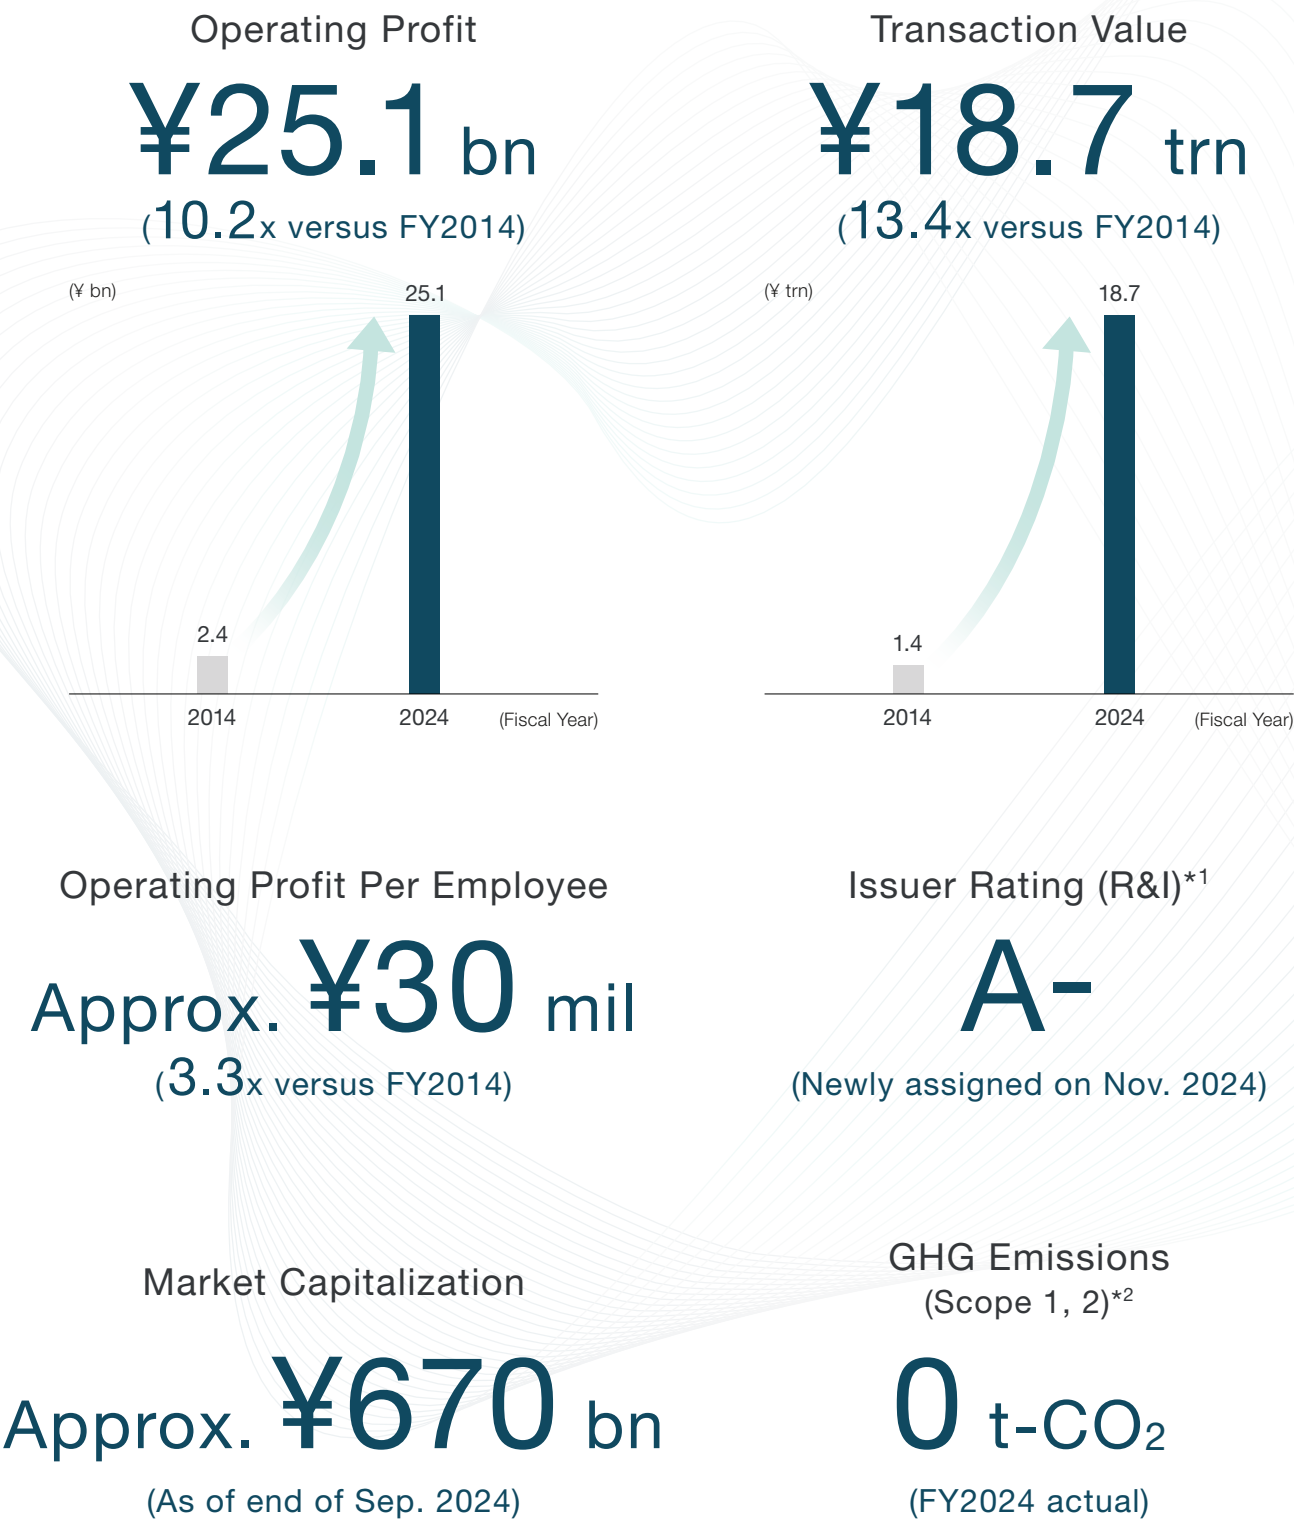 Operating Profit
¥25.1 bn
(10.2x versus FY2014)
(¥ bn)
25.1
2.4
2014
2024
(Fiscal Year)
Transaction Value
¥18.7 trn
(13.4x versus FY2014)
(¥ trn)
18.7
1.4
2014
2024
(Fiscal Year)
Operating Profit Per Employee
Approx. ¥30 mil
(3.3x versus FY2014)
Issuer Rating (R&I)*1
A-
(Newly assigned on Nov. 2024)
Market Capitalization
Approx. ¥670 bn
(As of end of Sep. 2024)
GHG Emissions
(Scope 1, 2)*2
0 t-CO2
(FY2024 actual)